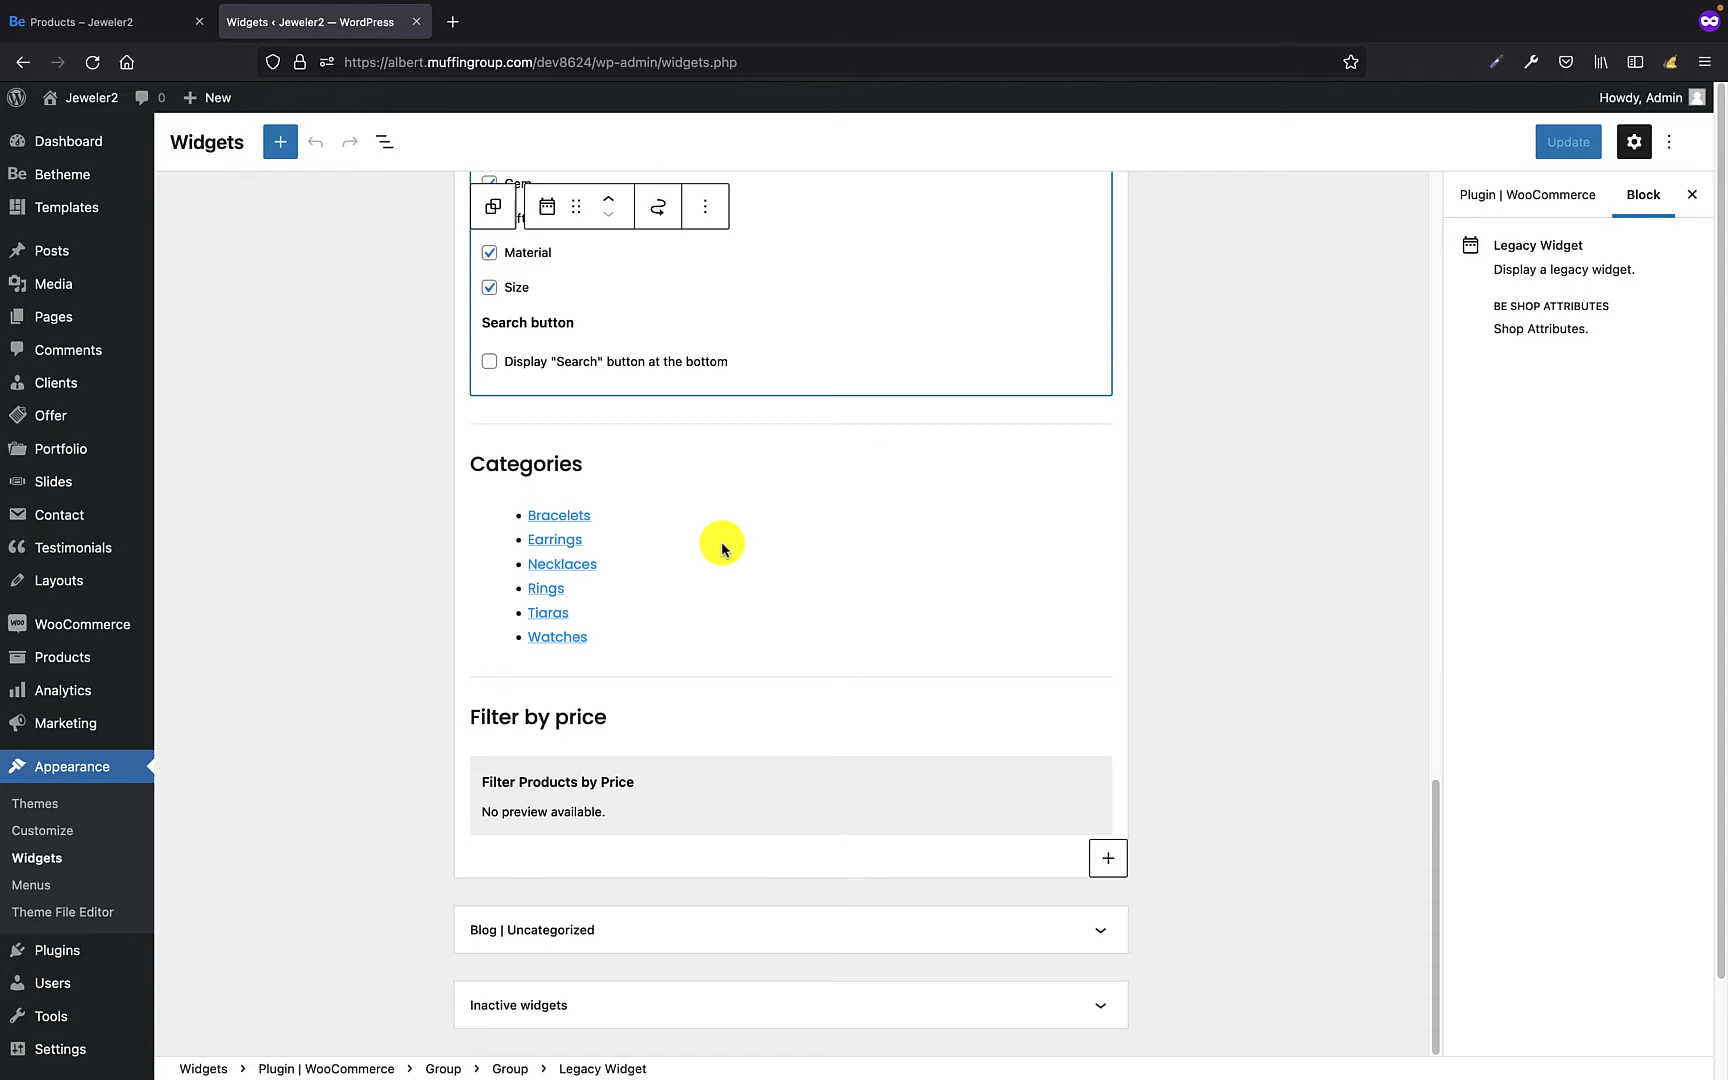 Be Products – Jeweler2
Widgets ‹ Jeweler2 — WordPress
https://albert.muffingroup.com/dev8624/wp-admin/widgets.php
Jeweler2
0
New
Howdy, Admin
Dashboard
Be Betheme
Templates
Posts
Media
Pages
Comments
Clients
Offer
Portfolio
Slides
Contact
Testimonials
Layouts
Woo WooCommerce
Products
Analytics
Marketing
Appearance
Themes
Customize
Widgets
Menus
Theme File Editor
Plugins
Users
Tools
Settings
Widgets
Update
Gem
Material
Size
Search button
Display "Search" button at the bottom
Categories
Bracelets
Earrings
Necklaces
Rings
Tiaras
Watches
Filter by price
Filter Products by Price
No preview available.
Blog | Uncategorized
Inactive widgets
Plugin | WooCommerce
Block
Legacy Widget
Display a legacy widget.
BE SHOP ATTRIBUTES
Shop Attributes.
Widgets > Plugin | WooCommerce > Group > Group > Legacy Widget